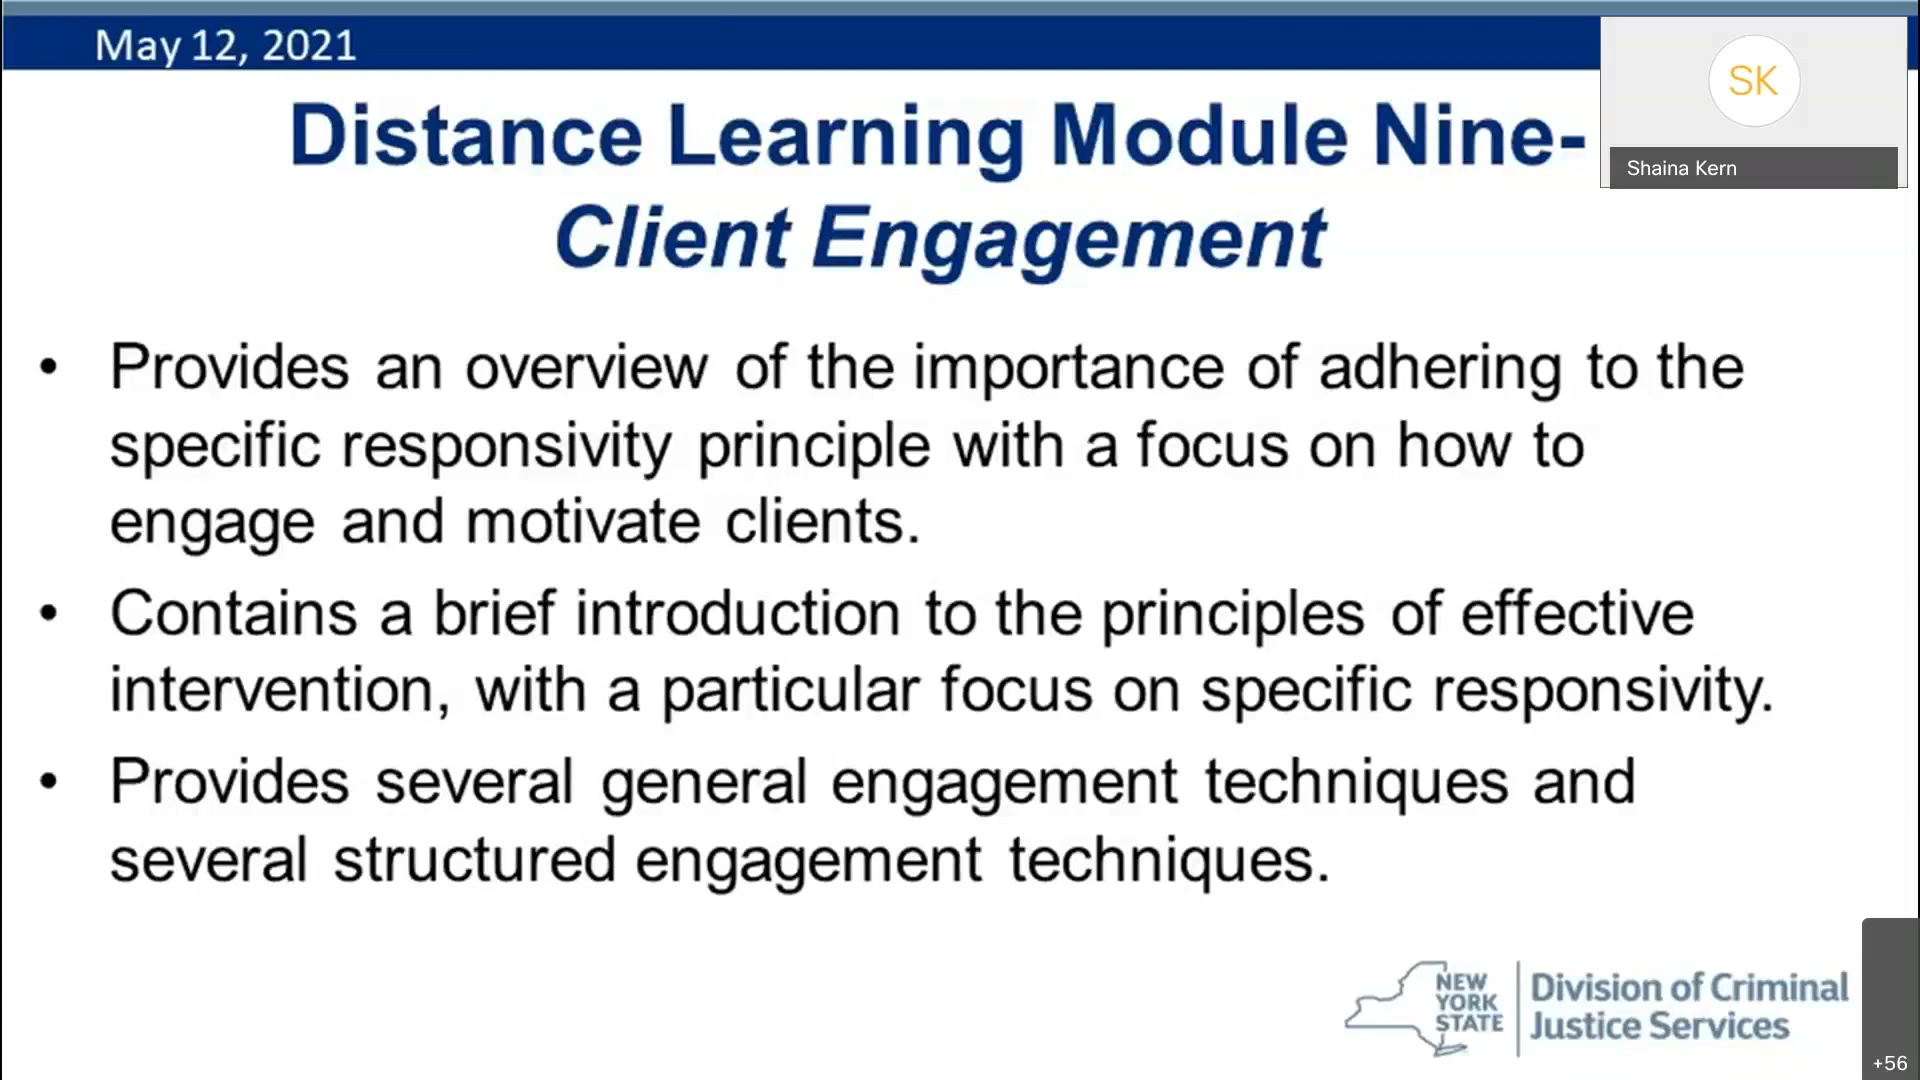 May 12, 2021
SK
Shaina Kern
Distance Learning Module Nine-
Client Engagement
• Provides an overview of the importance of adhering to the
specific responsivity principle with a focus on how to
engage and motivate clients.
• Contains a brief introduction to the principles of effective
intervention, with a particular focus on specific responsivity.
• Provides several general engagement techniques and
several structured engagement techniques.
NEW
YORK
STATE
Division of Criminal
Justice Services
+56